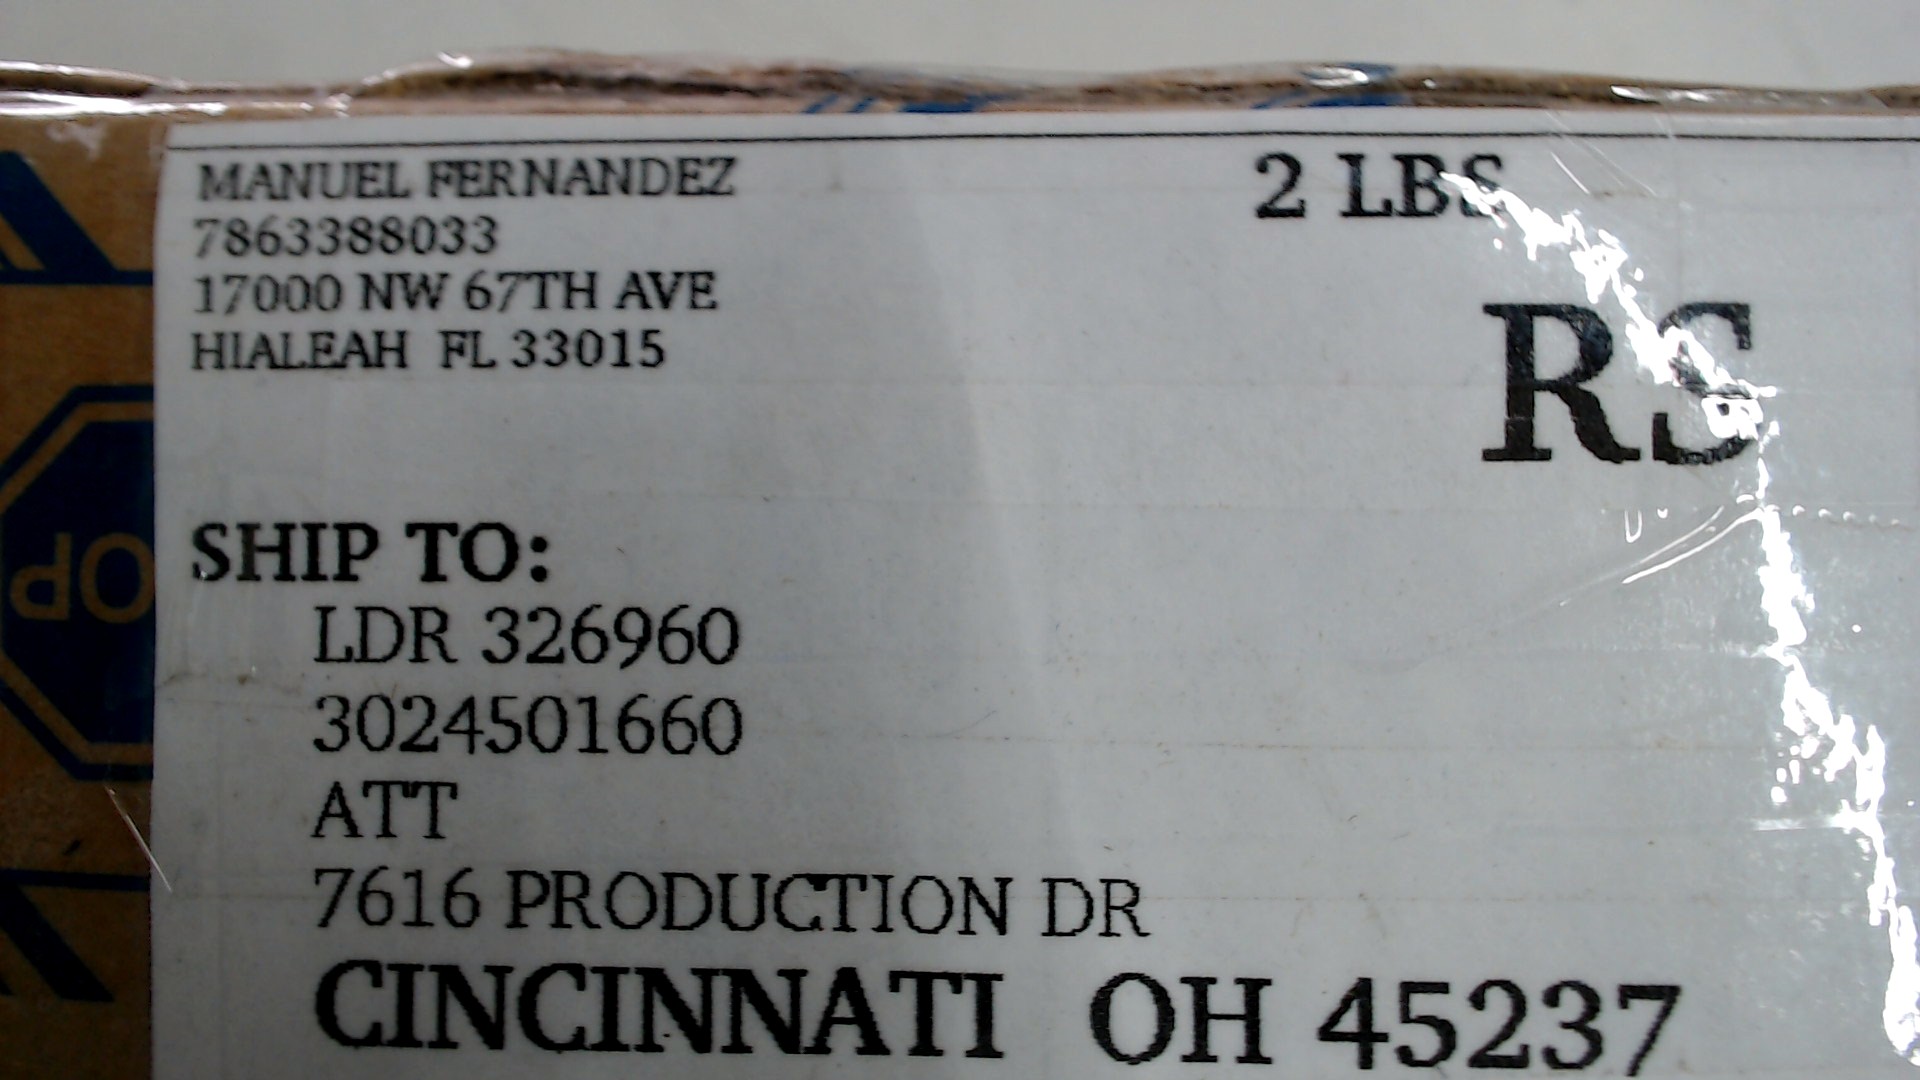 MANUEL FERNANDEZ
2 LBS
7863388033
17000 NW 67TH AVE
HIALEAH FL 33015
RS
SHIP TO:
LDR 326960
3024501660
ATT
7616 PRODUCTION DR
CINCINNATI OH 45237
OP